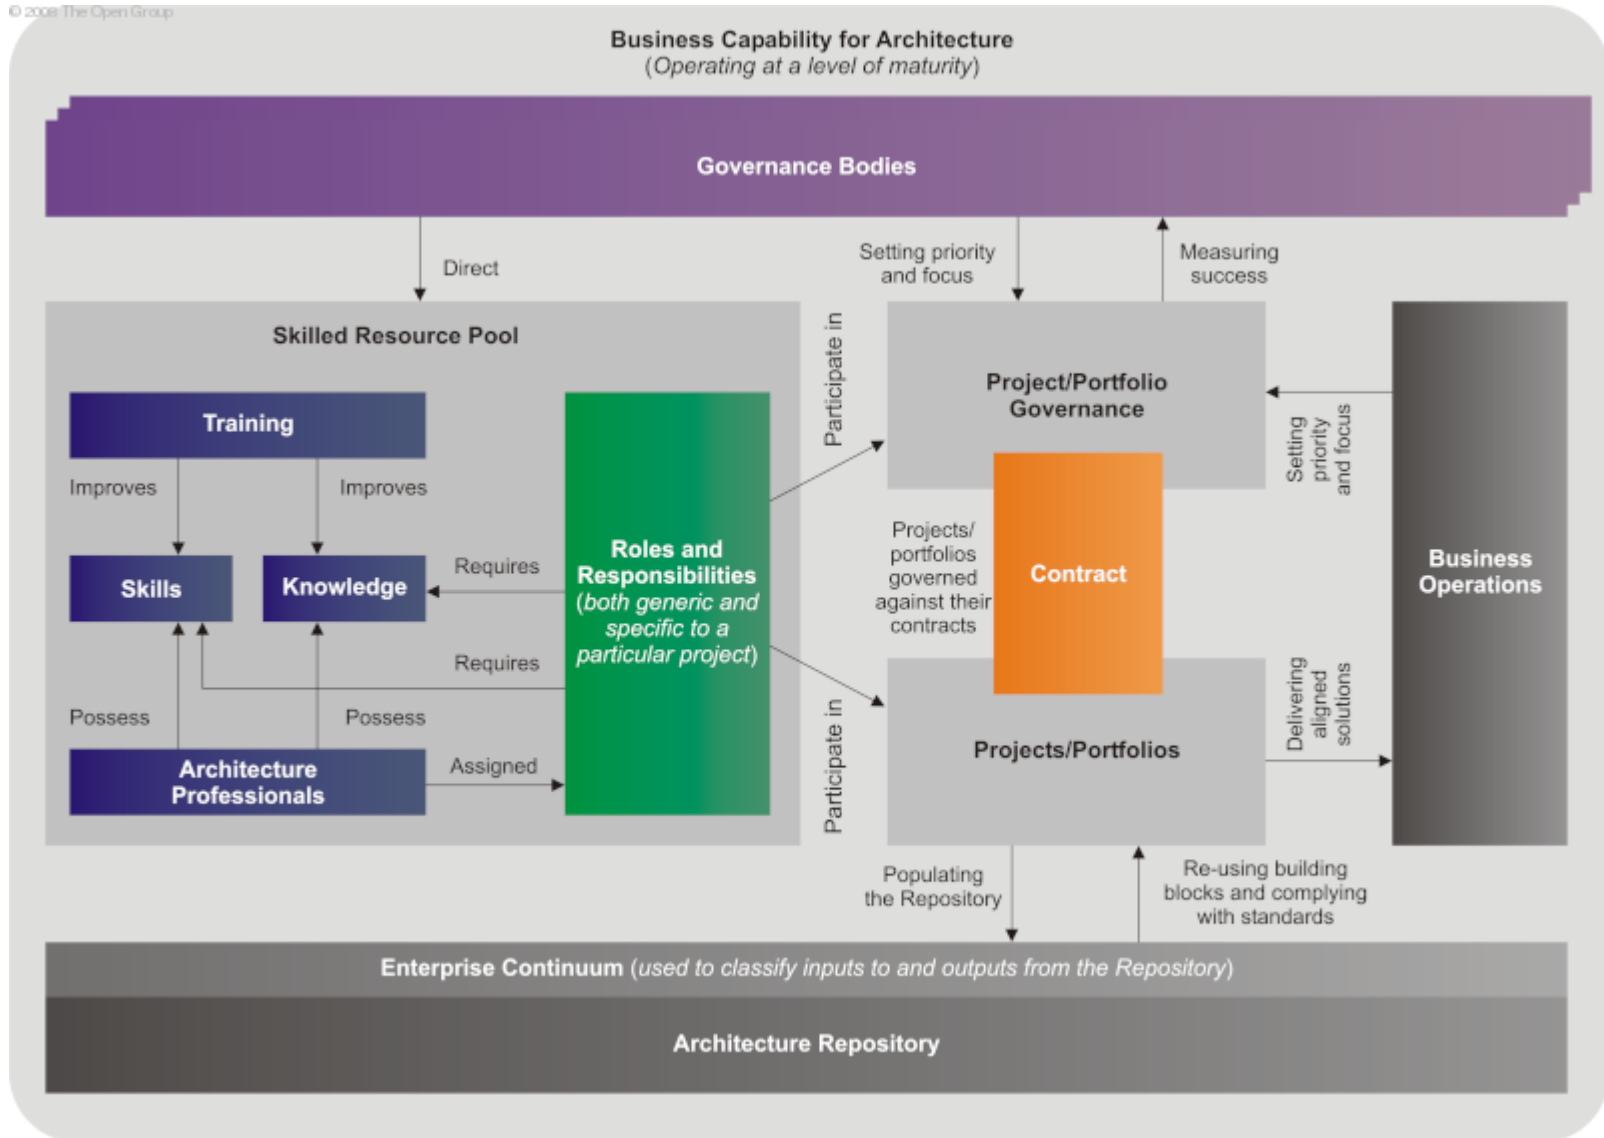 © 2008 The Open Group
Business Capability for Architecture
(Operating at a level of maturity)
Governance Bodies
Direct
Setting priority
and focus
Measuring
success
Skilled Resource Pool
Training
Improves
Improves
Skills
Knowledge
Requires
Requires
Possess
Possess
Architecture
Professionals
Assigned
Roles and
Responsibilities
(both generic and
specific to a
particular project)
Participate in
Participate in
Project/Portfolio
Governance
Projects/
portfolios
governed
against their
contracts
Contract
Projects/Portfolios
Setting
priority
and focus
Delivering
aligned
solutions
Business
Operations
Populating
the Repository
Re-using building
blocks and complying
with standards
Enterprise Continuum (used to classify inputs to and outputs from the Repository)
Architecture Repository